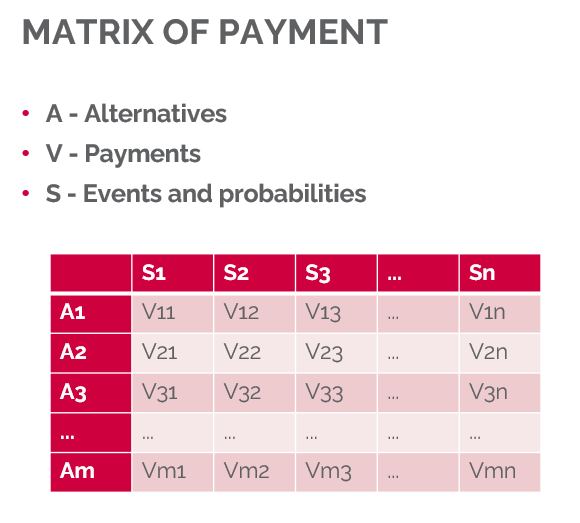 MATRIX OF PAYMENT
• A - Alternatives
• V - Payments
• S - Events and probabilities
S1 S2 S3 ... Sn
A1 V11 V12 V13 ... V1n
A2 V21 V22 V23 ... V2n
A3 V31 V32 V33 ... V3n
... ... ... ... ... ...
Am Vm1 Vm2 Vm3 ... Vmn